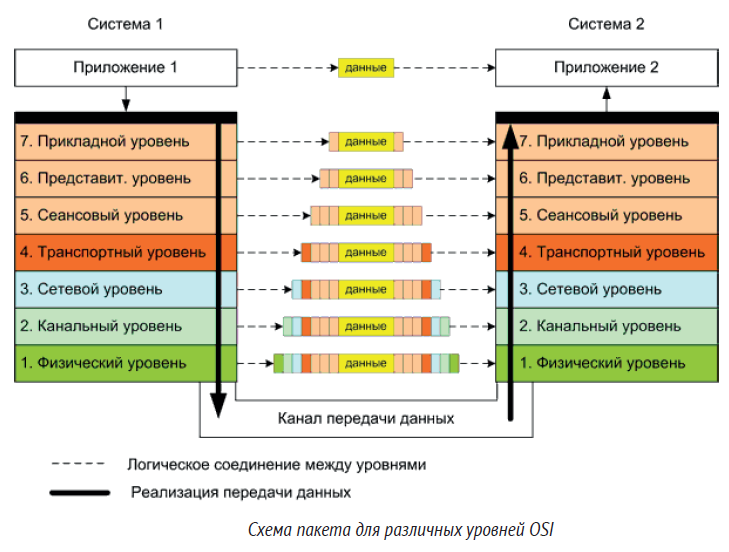 Система 1
Система 2
Приложение 1
данные
Приложение 2
7. Прикладной уровень
данные
7. Прикладной уровень
6. Представит. уровень
данные
6. Представит. уровень
5. Сеансовый уровень
данные
5. Сеансовый уровень
4. Транспортный уровень
данные
4. Транспортный уровень
3. Сетевой уровень
данные
3. Сетевой уровень
2. Канальный уровень
данные
2. Канальный уровень
1. Физический уровень
данные
1. Физический уровень
Канал передачи данных
Логическое соединение между уровнями
Реализация передачи данных
Схема пакета для различных уровней OSI